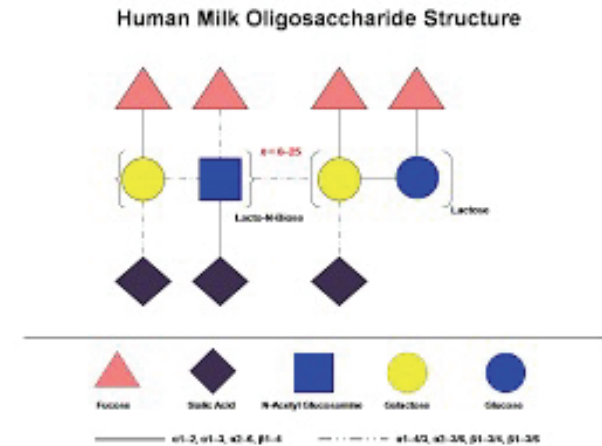 Human Milk Oligosaccharide Structure
n = 6-25
Lacto-N-Biose
Lactose
Fucose
Sialic Acid
N-Acetyl Glucosamine
Galactose
Glucose
α1-2, α1-3, α2-6, β1-4
α1-4/3, α2-3/6, β1-3/4, β1-3/6